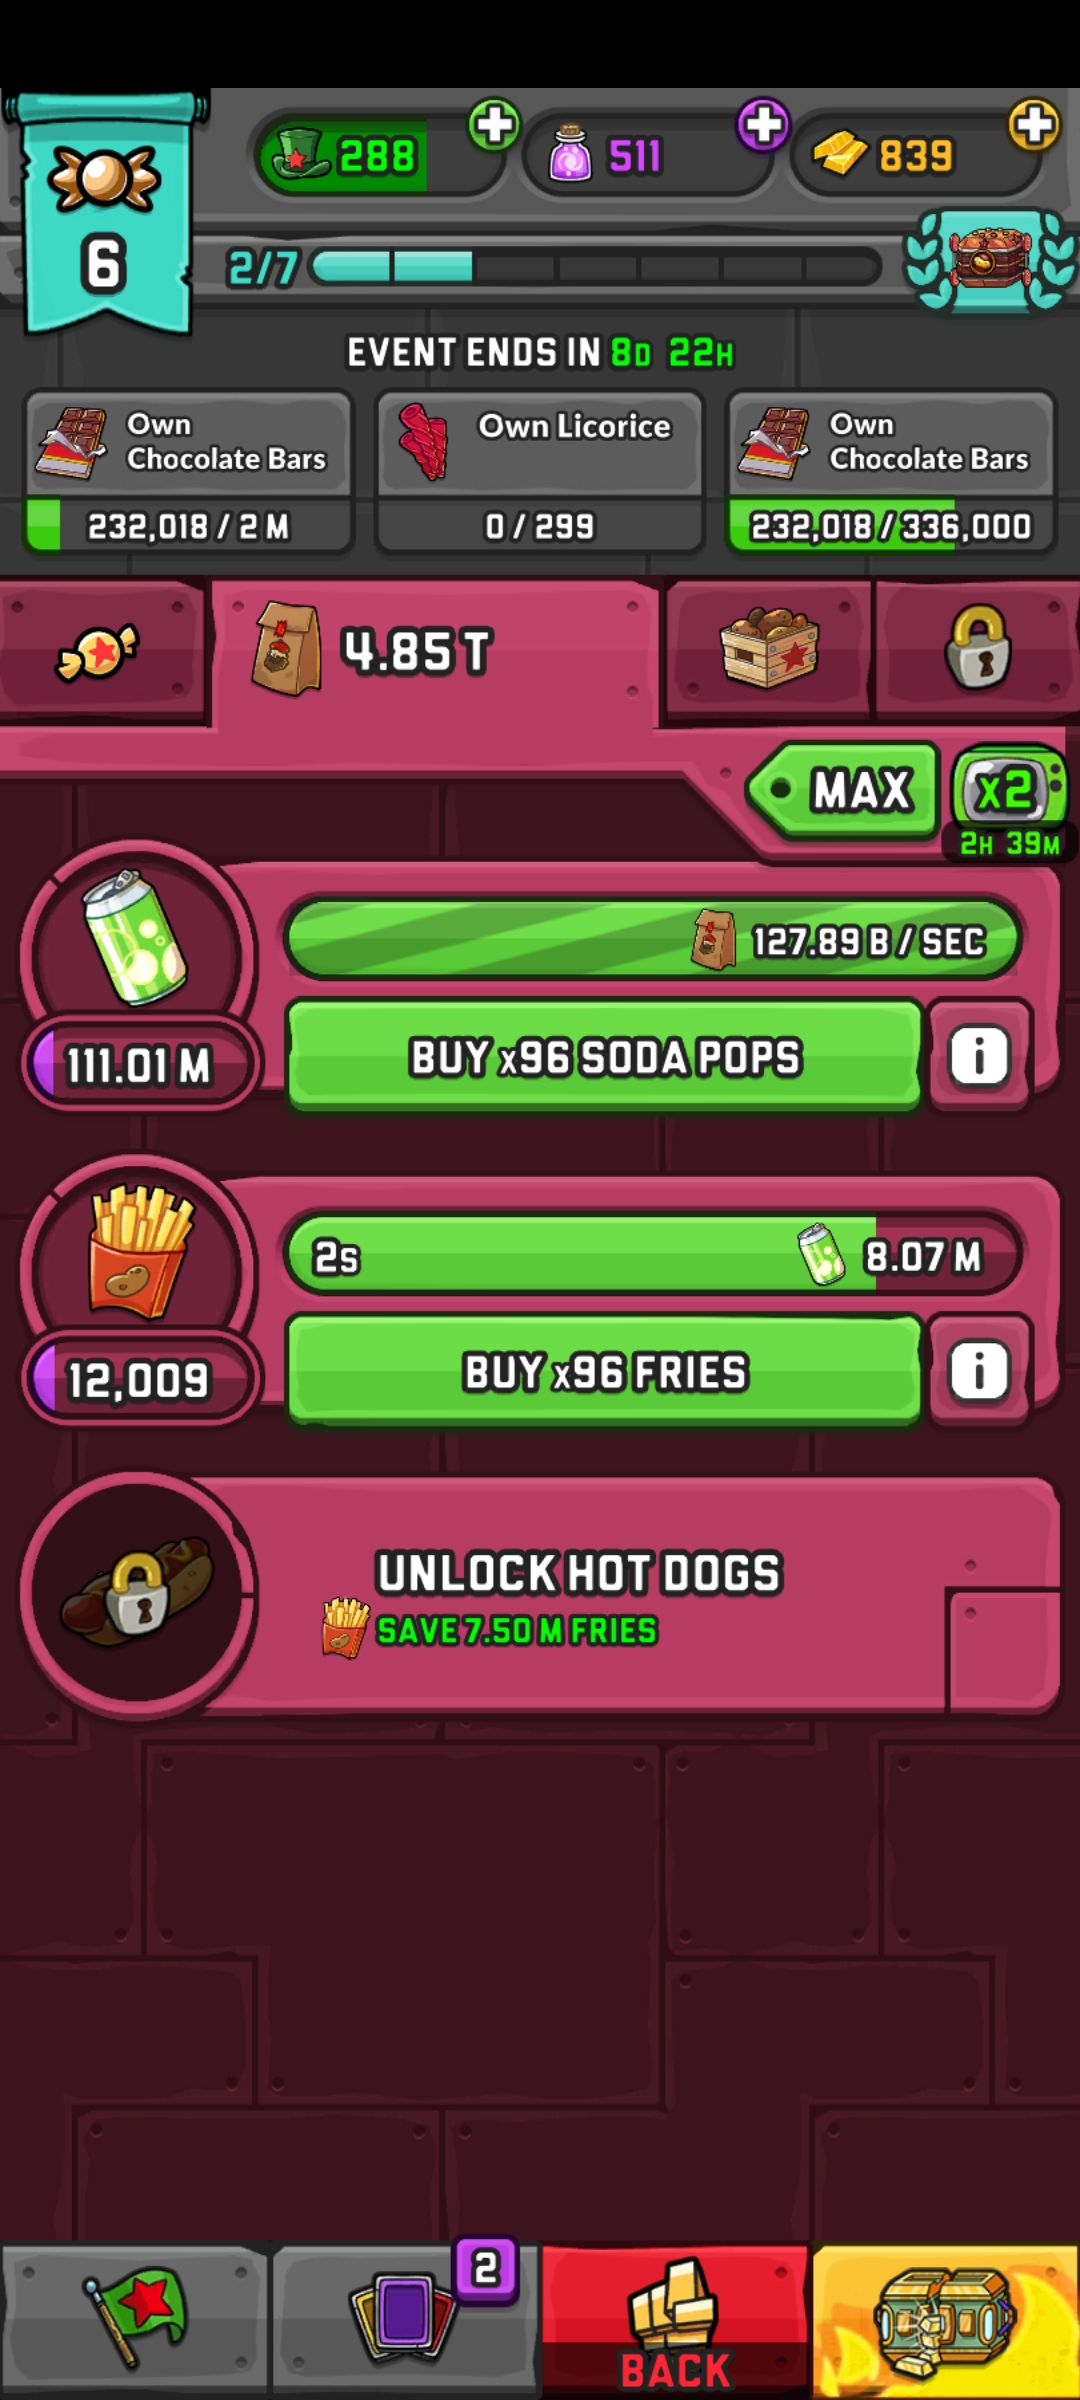 288
511
839
6
2/7
EVENT ENDS IN 8D 22H
Own
Chocolate Bars
232,018 / 2 M
Own Licorice
0 / 299
Own
Chocolate Bars
232,018 / 336,000
4.85 T
MAX
x2
2H 39M
127.89 B / SEC
111.01 M
BUY x96 SODA POPS
i
2s
8.07 M
12,009
BUY x96 FRIES
i
UNLOCK HOT DOGS
SAVE 7.50 M FRIES
2
BACK